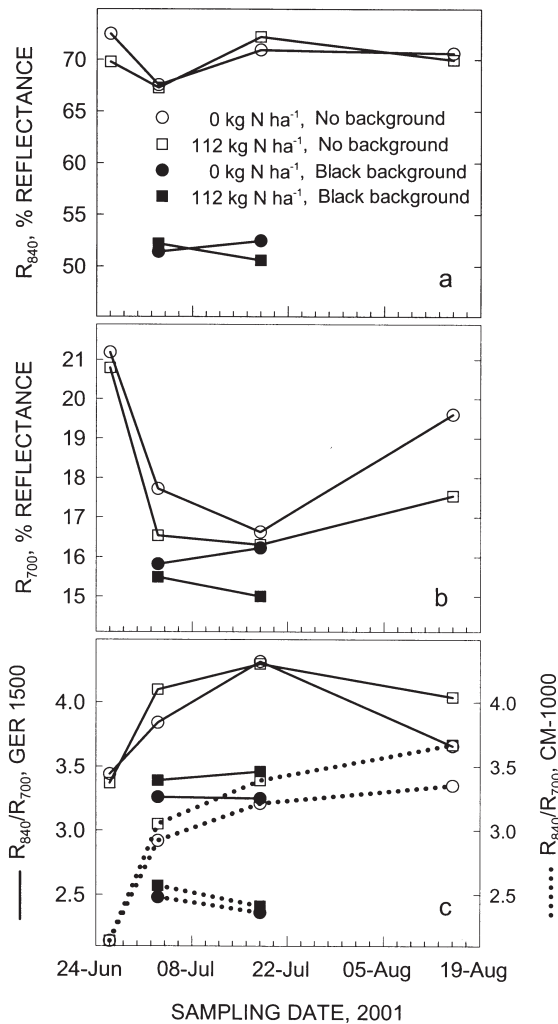 R840, % REFLECTANCE
70
65
60
55
50
0 kg N ha-1, No background
112 kg N ha-1, No background
0 kg N ha-1, Black background
112 kg N ha-1, Black background
a
R700, % REFLECTANCE
21
20
19
18
17
16
15
b
R840/R700, GER 1500
4.0
3.5
3.0
2.5
R840/R700, CM-1000
4.0
3.5
3.0
2.5
c
24-Jun 08-Jul 22-Jul 05-Aug 19-Aug
SAMPLING DATE, 2001